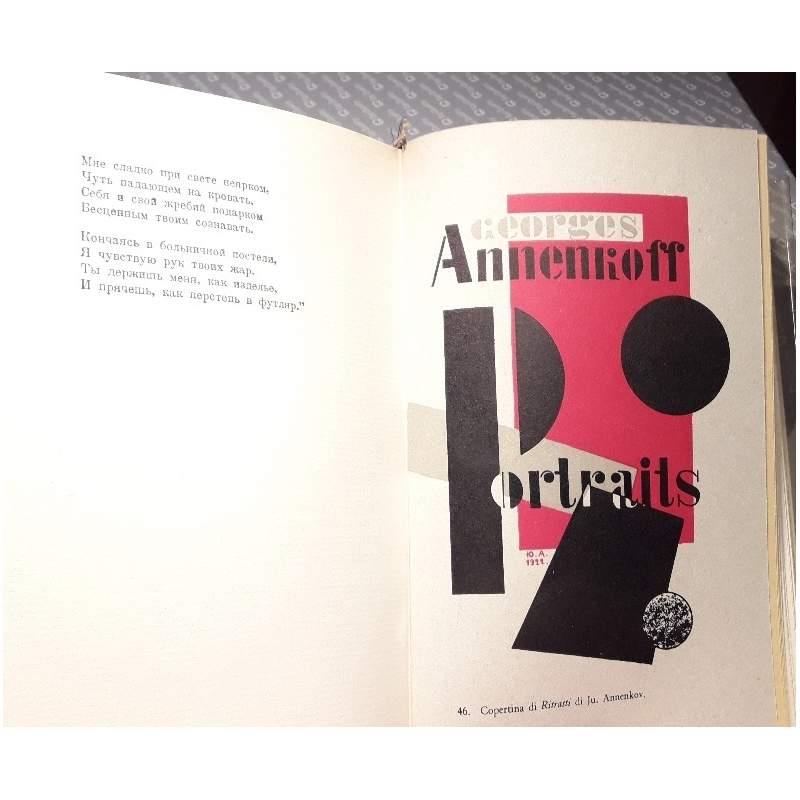 Мне сладко при свете неярком,
Чуть падающем на кровать,
Себя и свой жребий подарком
Бесценным твоим сознавать.
Кончаясь в больничной постели,
Я чувствую рук твоих жар.
Ты держишь меня, как изделье,
И прячешь, как перстень в футляр."
Georges
Annenkoff
Portraits
Ю.А.
1922.
46. Copertina di Ritratti di Ju. Annenkov.